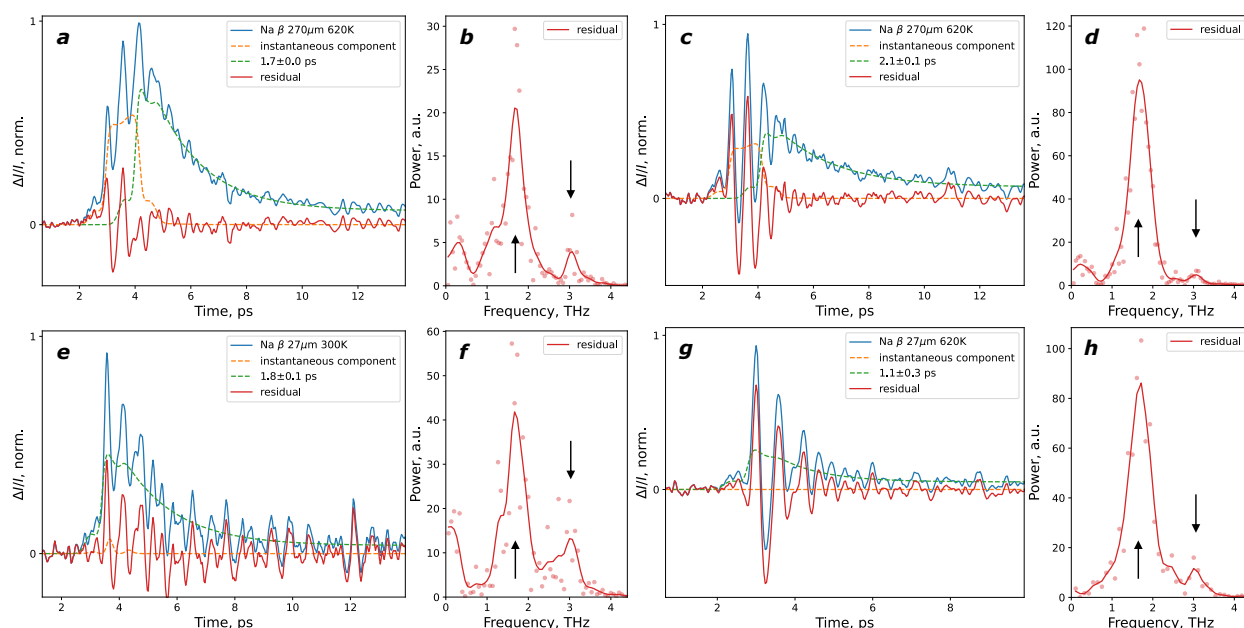 a
Na β 270μm 620K
instantaneous component
1.7±0.0 ps
residual
1
0
ΔI/I, norm.
2 4 6 8 10 12
Time, ps
b
residual
30
25
20
15
10
5
0
Power, a.u.
0 1 2 3 4
Frequency, THz
c
Na β 270μm 620K
instantaneous component
2.1±0.1 ps
residual
1
0
ΔI/I, norm.
2 4 6 8 10 12
Time, ps
d
residual
120
100
80
60
40
20
0
Power, a.u.
0 1 2 3 4
Frequency, THz
e
Na β 27μm 300K
instantaneous component
1.8±0.1 ps
residual
1
0
ΔI/I, norm.
2 4 6 8 10 12
Time, ps
f
residual
60
50
40
30
20
10
0
Power, a.u.
0 1 2 3 4
Frequency, THz
g
Na β 27μm 620K
instantaneous component
1.1±0.3 ps
residual
1
0
ΔI/I, norm.
2 4 6 8
Time, ps
h
residual
100
80
60
40
20
0
Power, a.u.
0 1 2 3 4
Frequency, THz